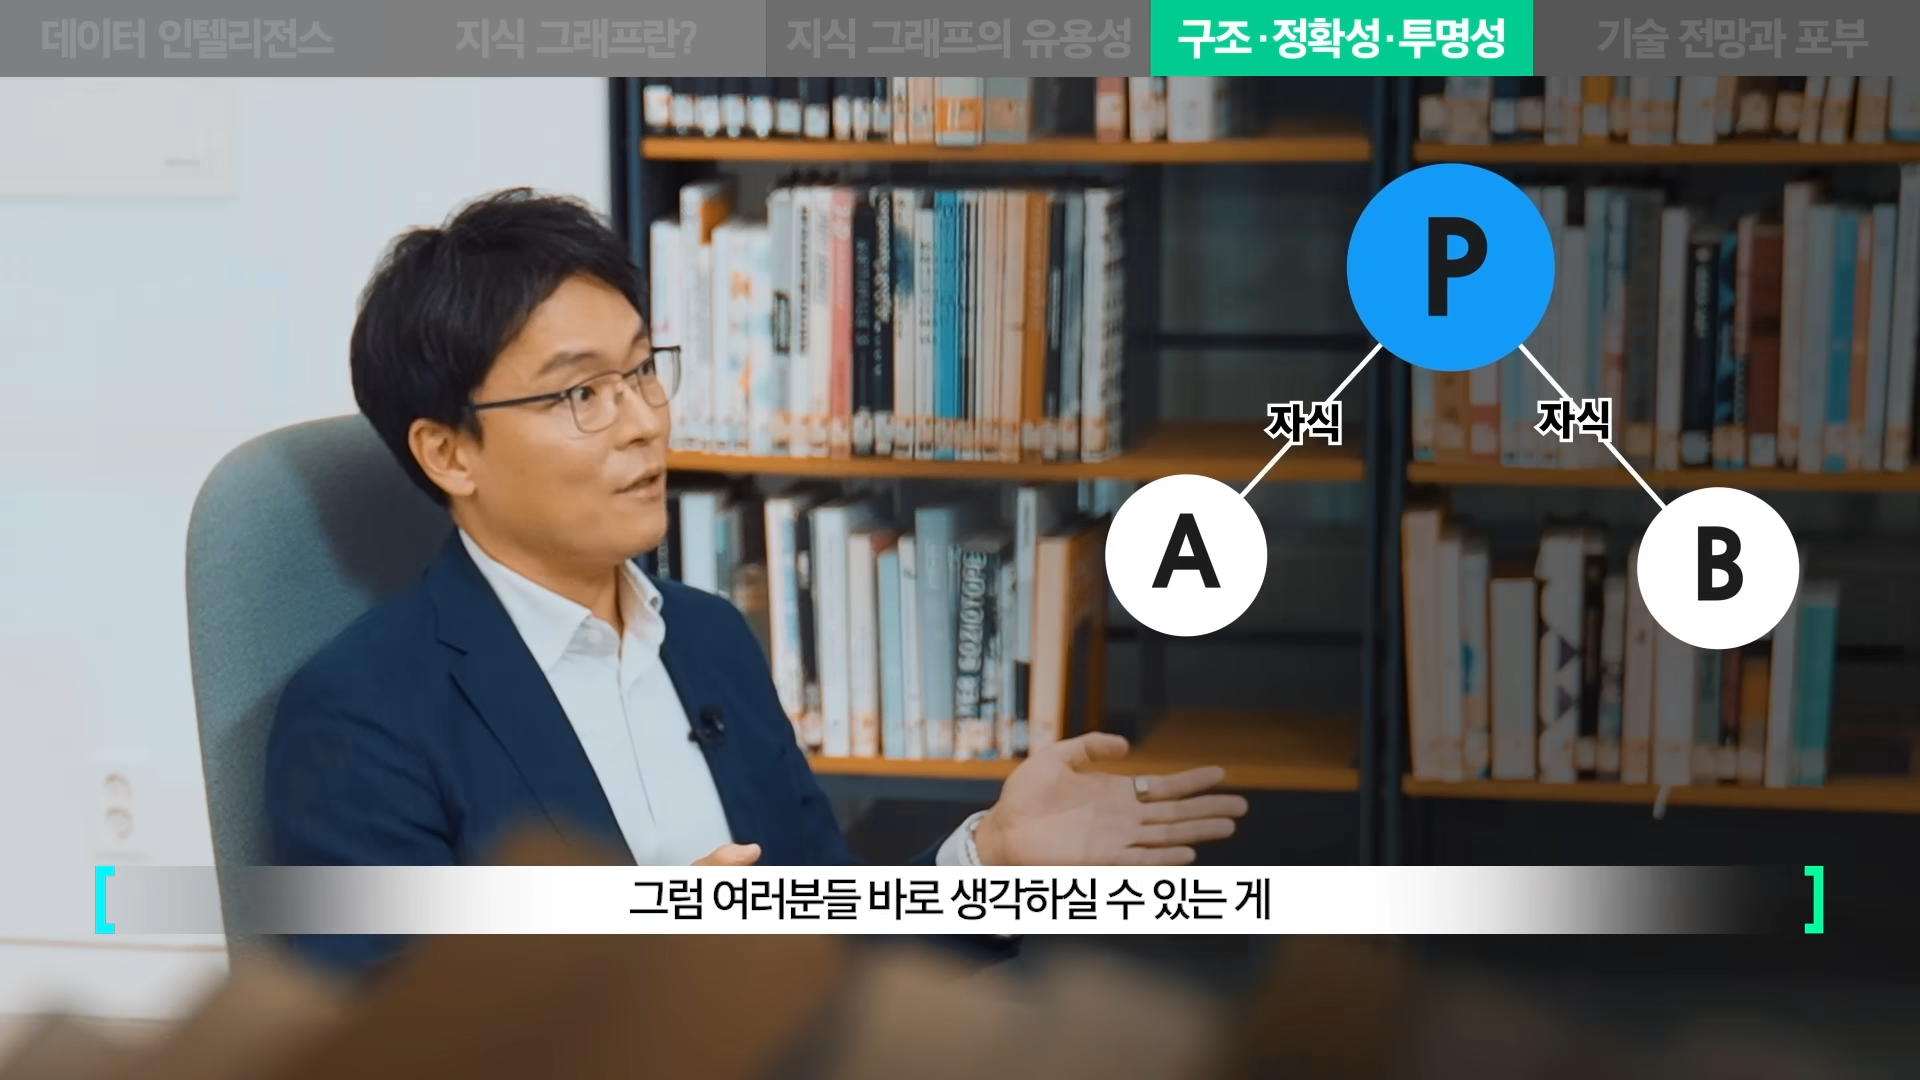 데이터 인텔리전스
지식 그래프란?
지식 그래프의 유용성
구조·정확성·투명성
기술 전망과 포부
P
자식
자식
A
B
MER SOZIOTOPE
그럼 여러분들 바로 생각하실 수 있는 게